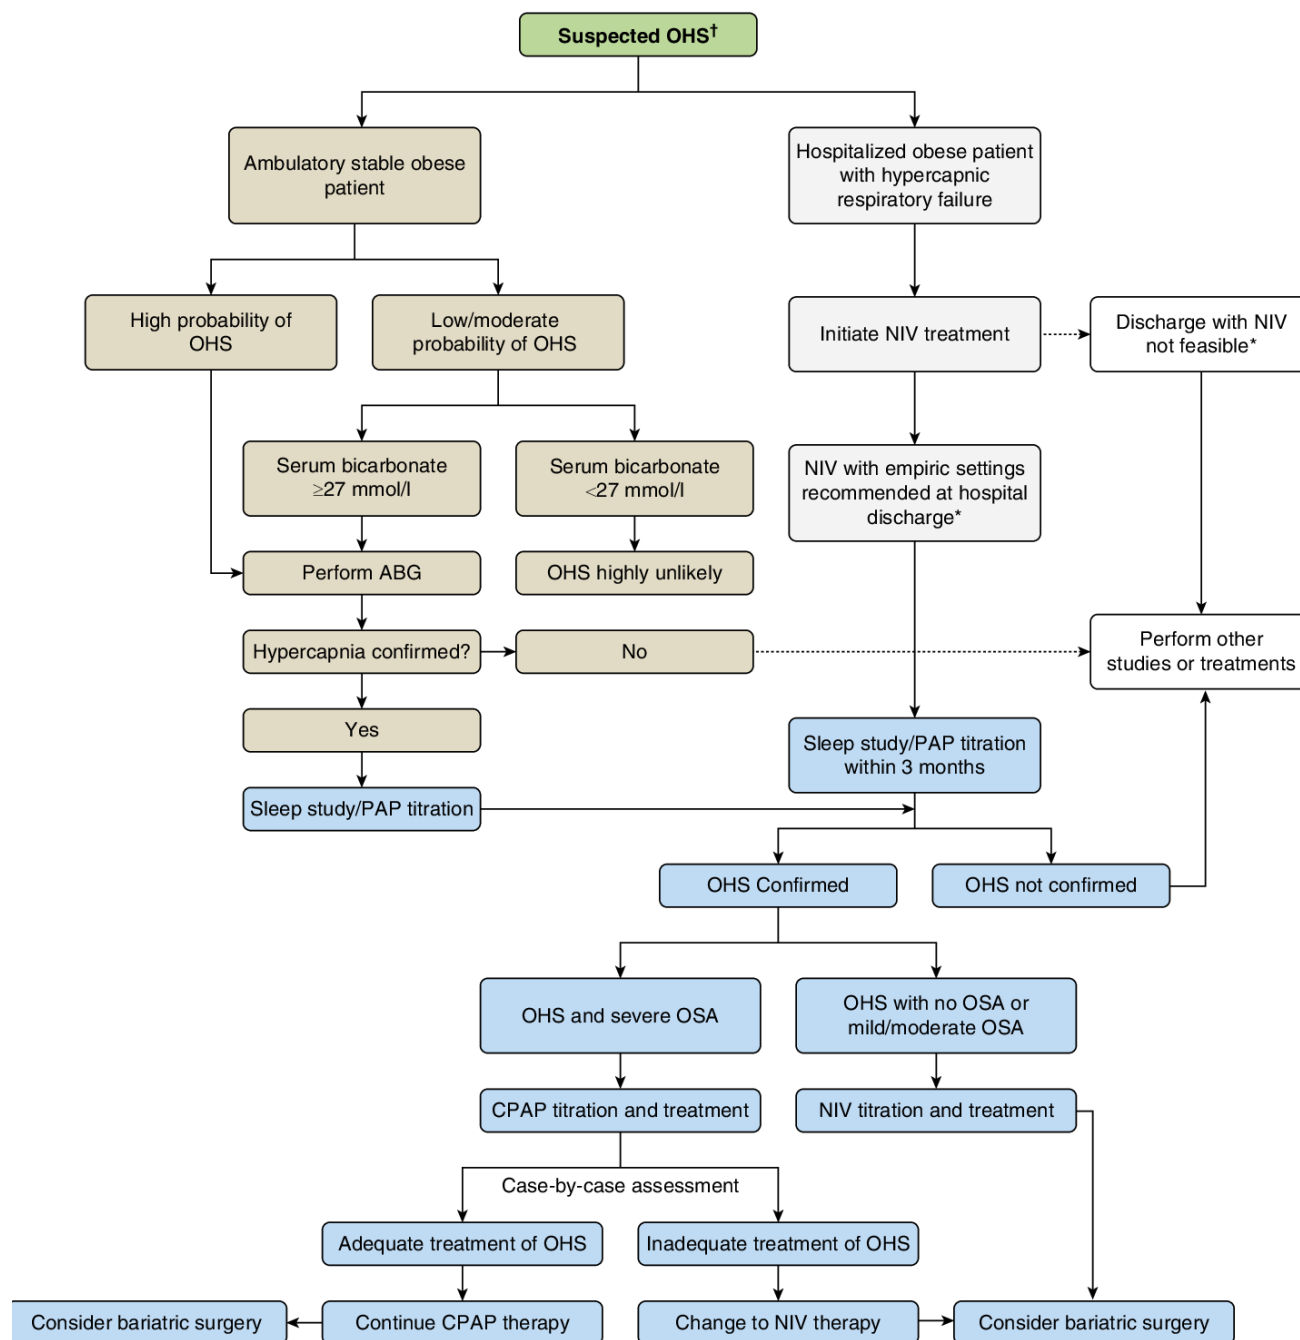 Suspected OHS†
Ambulatory stable obese
patient
Hospitalized obese patient
with hypercapnic
respiratory failure
High probability of
OHS
Low/moderate
probability of OHS
Initiate NIV treatment
Discharge with NIV
not feasible*
Serum bicarbonate
≥27 mmol/l
Serum bicarbonate
<27 mmol/l
NIV with empiric settings
recommended at hospital
discharge*
Perform ABG
OHS highly unlikely
Hypercapnia confirmed?
No
Perform other
studies or treatments
Yes
Sleep study/PAP titration
within 3 months
Sleep study/PAP titration
OHS Confirmed
OHS not confirmed
OHS and severe OSA
OHS with no OSA or
mild/moderate OSA
CPAP titration and treatment
NIV titration and treatment
Case-by-case assessment
Adequate treatment of OHS
Inadequate treatment of OHS
Consider bariatric surgery
Continue CPAP therapy
Change to NIV therapy
Consider bariatric surgery